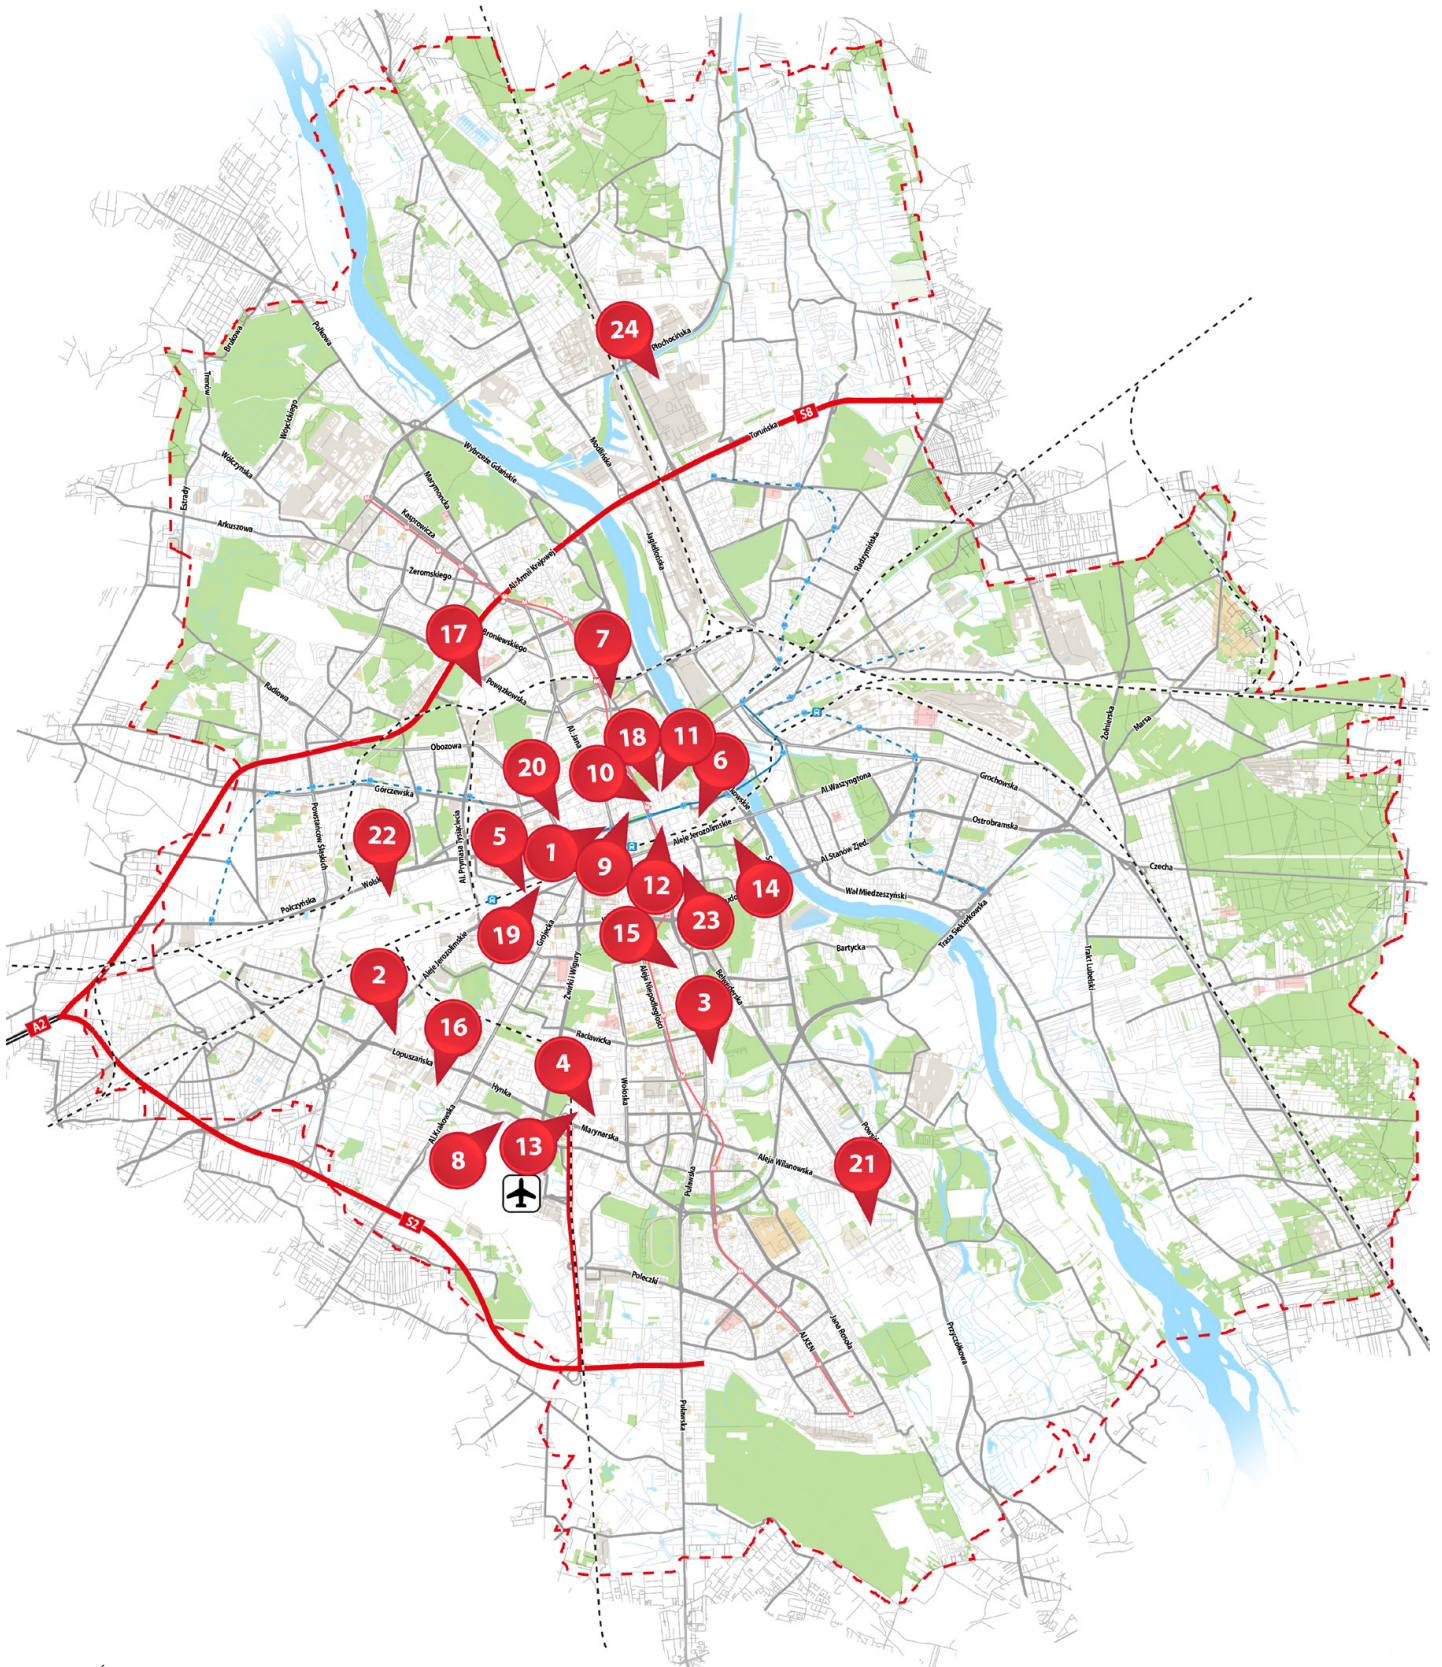 24
Płochocińska
S8
Toruńska
Brukowa
Pułkowa
Trenów
Wóycickiego
Wólczyńska
Estrady
Arkuszowa
Marymoncka
Kasprowicza
Wybrzeże Gdańskie
Modlińska
Jagiellońska
Radzymińska
Żeromskiego
Al. Armii Krajowej
17
Broniewskiego
7
Powązkowska
Radiowa
Al. Jana
Obozowa
Żołnierska
Marsa
18
11
6
20
10
Górczewska
Grochowska
Al. Waszyngtona
Ostrobramska
Powstańców Śląskich
Al. Prymasa Tysiąclecia
22
5
1
9
Aleje Jerozolimskie
Al. Stanów Zjed.
Czecha
Wolsk
12
14
Wał Miedzeszyński
Połczyńska
23
19
15
Grójecka
Trasa Siekierkowska
Aleje Jerozolimskie
Bartycka
Trakt Lubelski
Żwirki i Wigury
Aleja Niepodległości
Belwederska
2
3
A2
16
Racławicka
Łopuszańska
4
Hynka
Wołoska
Al. Krakowska
Marynarska
8
13
Aleja Wilanowska
21
Puławska
S2
Poleczki
Jana Rosoła
Al. KEN
Przyczółkowa
Puławska